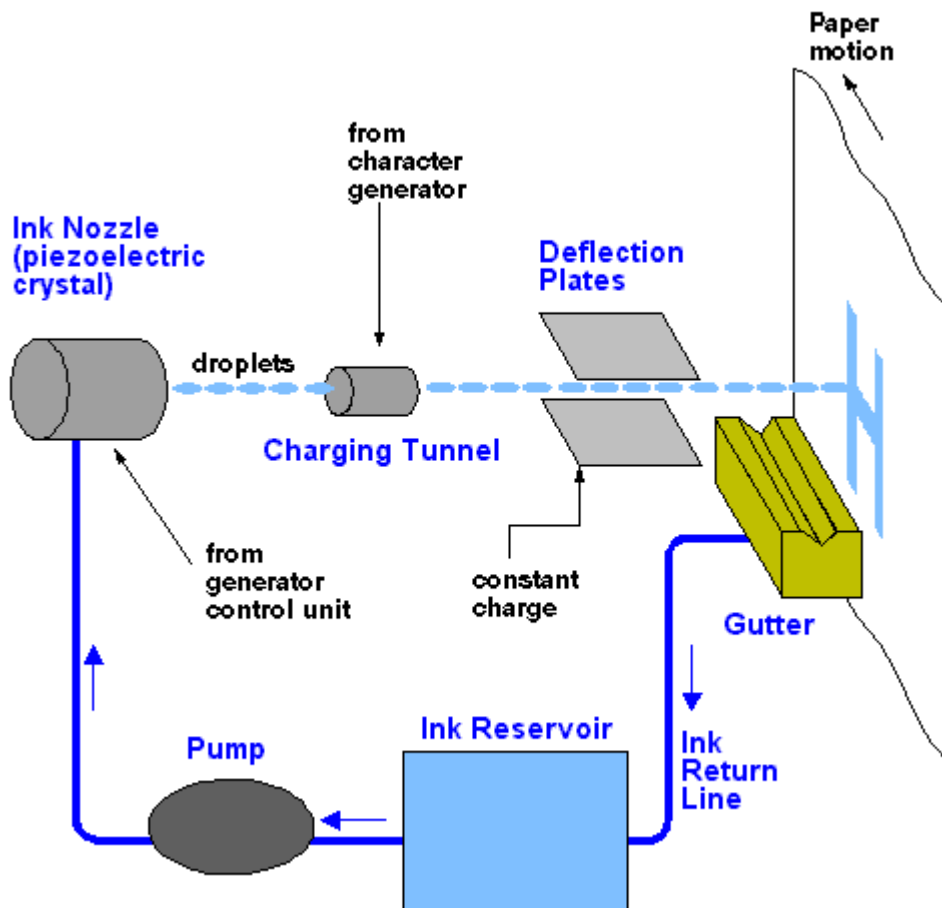 Paper
motion
from
character
generator
Ink Nozzle
(piezoelectric
crystal)
Deflection
Plates
droplets
Charging Tunnel
from
generator
control unit
constant
charge
Gutter
Ink Reservoir
Pump
Ink
Return
Line